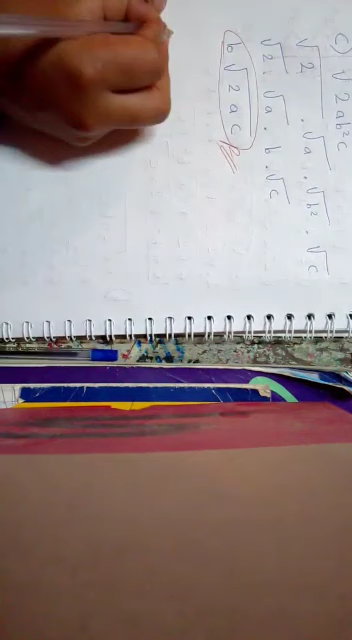 c) √2ab²c
√2 . √a . √b² . √c
√2 . √a . b . √c
b √2ac